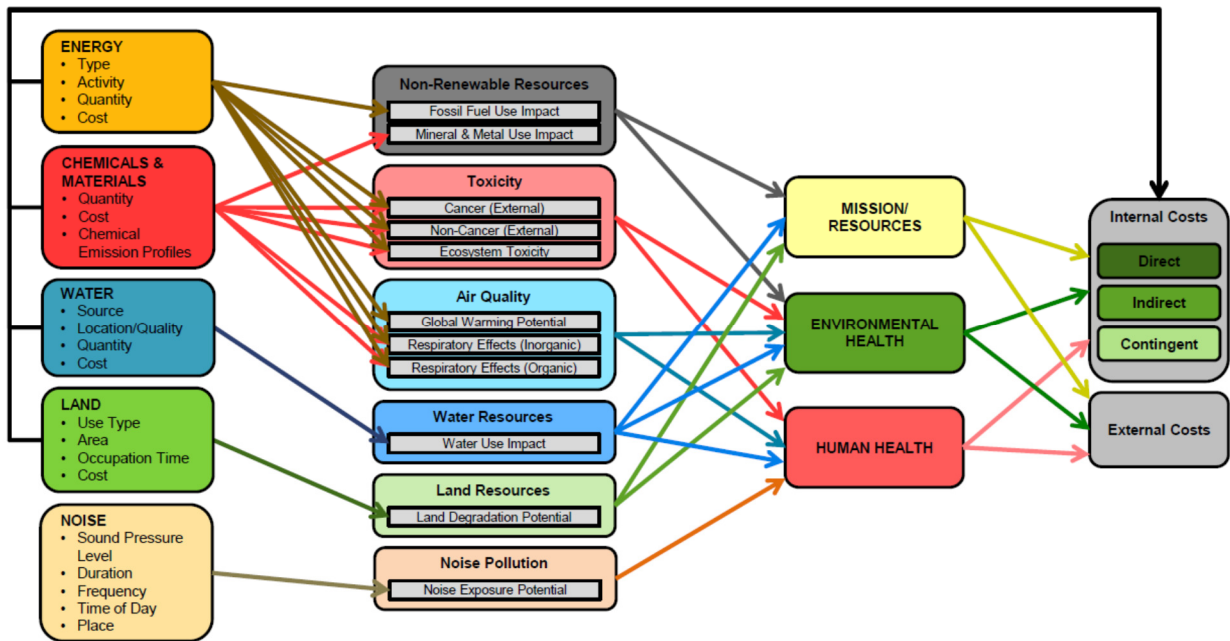 ENERGY
• Type
• Activity
• Quantity
• Cost
CHEMICALS &
MATERIALS
• Quantity
• Cost
• Chemical
Emission Profiles
WATER
• Source
• Location/Quality
• Quantity
• Cost
LAND
• Use Type
• Area
• Occupation Time
• Cost
NOISE
• Sound Pressure
Level
• Duration
• Frequency
• Time of Day
• Place
Non-Renewable Resources
Fossil Fuel Use Impact
Mineral & Metal Use Impact
Toxicity
Cancer (External)
Non-Cancer (External)
Ecosystem Toxicity
Air Quality
Global Warming Potential
Respiratory Effects (Inorganic)
Respiratory Effects (Organic)
Water Resources
Water Use Impact
Land Resources
Land Degradation Potential
Noise Pollution
Noise Exposure Potential
MISSION/
RESOURCES
ENVIRONMENTAL
HEALTH
HUMAN HEALTH
Internal Costs
Direct
Indirect
Contingent
External Costs